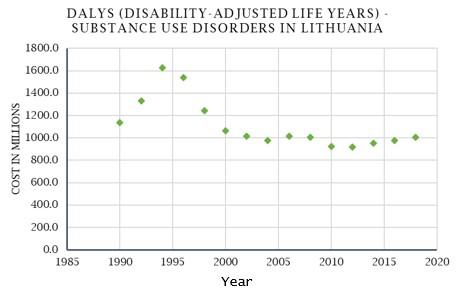 DALYS (DISABILITY-ADJUSTED LIFE YEARS) -
SUBSTANCE USE DISORDERS IN LITHUANIA
COST IN MILLIONS
1800.0
1600.0
1400.0
1200.0
1000.0
800.0
600.0
400.0
200.0
0.0
1985 1990 1995 2000 2005 2010 2015 2020
Year